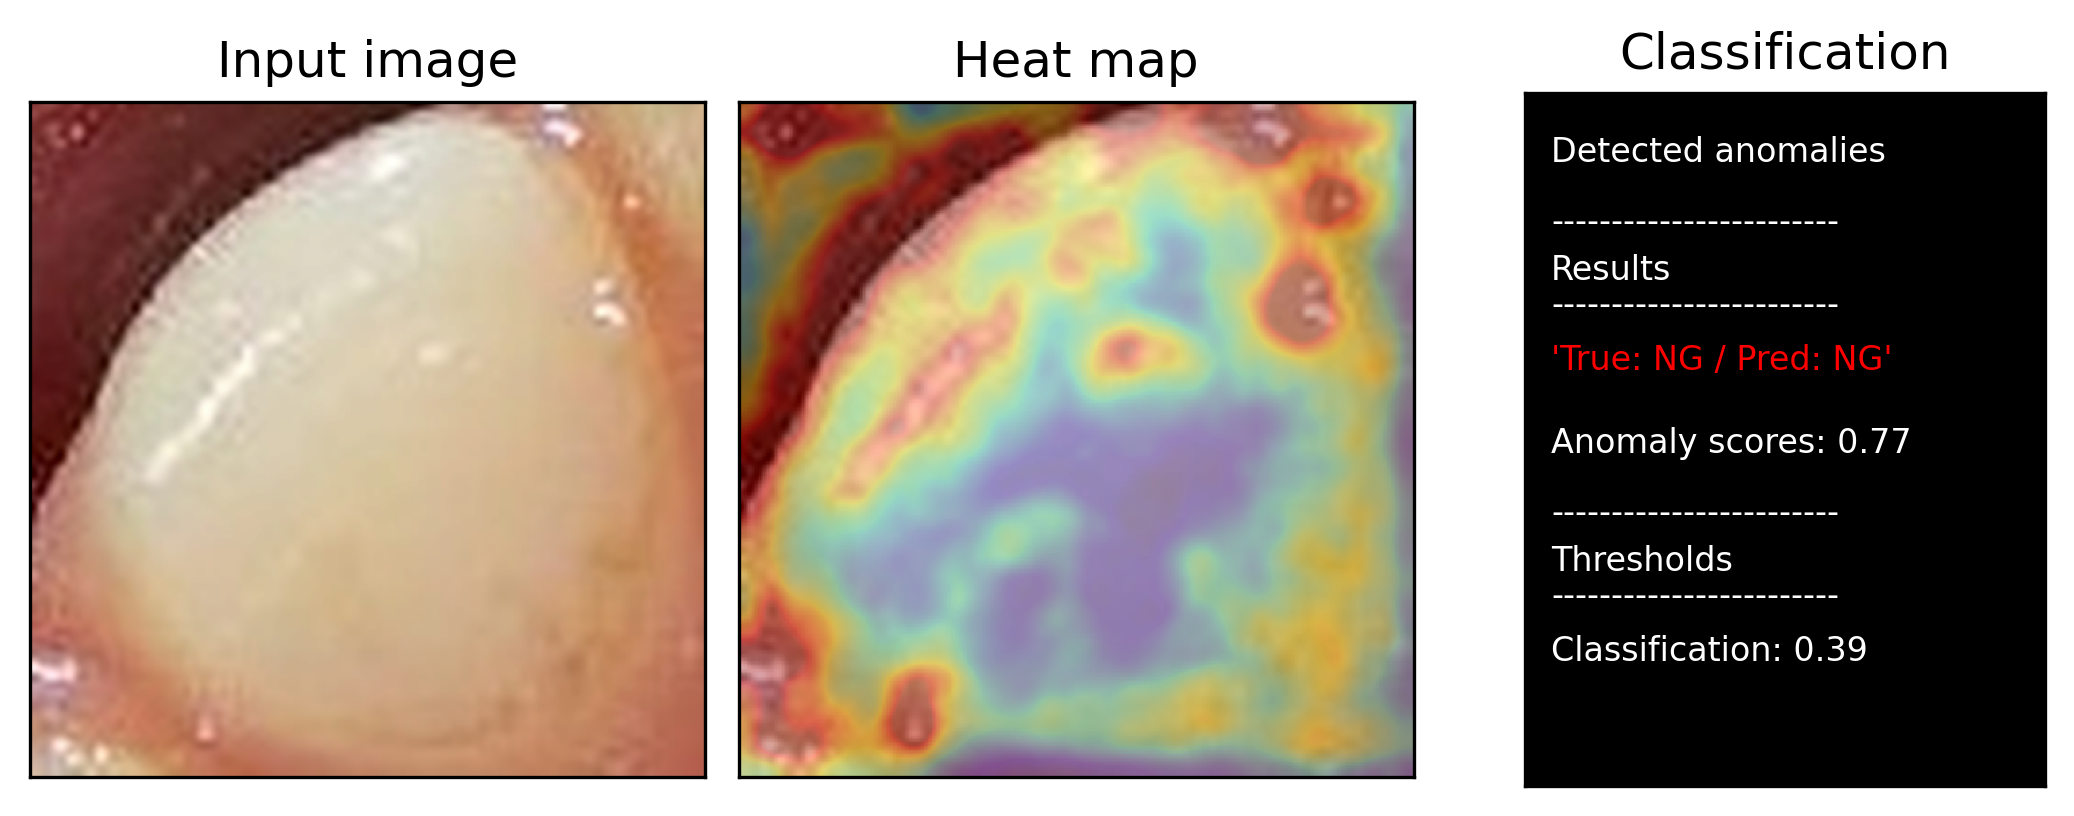 Input image
Heat map
Classification
Detected anomalies
------------------------
Results
------------------------
'True: NG / Pred: NG'
Anomaly scores: 0.77
------------------------
Thresholds
------------------------
Classification: 0.39